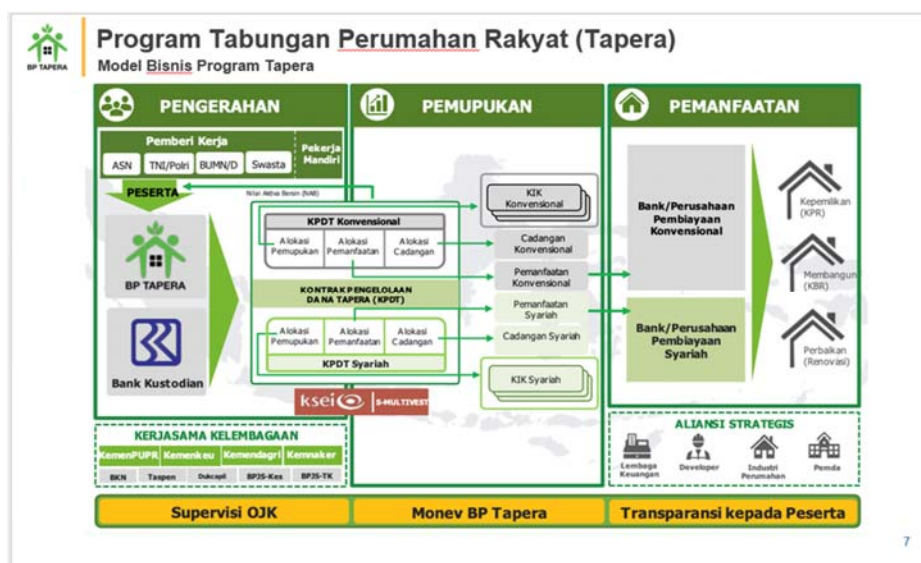 Program Tabungan Perumahan Rakyat (Tapera)
Model Bisnis Program Tapera
BP TAPERA
PENGERAHAN
PEMUPUKAN
PEMANFAATAN
Pemberi Kerja
Pekerja
Mandiri
ASN
TNI/Polri
BUMN/D
Swasta
PESERTA
Nilai Aktiva Bersih (NAB)
BP TAPERA
Bank Kustodian
KPDT Konvensional
Alokasi
Pemupukan
Alokasi
Pemanfaatan
Alokasi
Cadangan
KONTRAK PENGELOLAAN
DANA TAPERA (KPDT)
Alokasi
Pemupukan
Alokasi
Pemanfaatan
Alokasi
Cadangan
KPDT Syariah
ksei
S-MULTIVEST
KIK
Konvensional
Cadangan
Konvensional
Pemanfaatan
Konvensional
Pemanfaatan
Syariah
Cadangan Syariah
KIK Syariah
Bank/Perusahaan
Pembiayaan
Konvensional
Bank/Perusahaan
Pembiayaan
Syariah
Kepemilikan
(KPR)
Membangun
(KBR)
Perbaikan
(Renovasi)
KERJASAMA KELEMBAGAAN
KemenPUPR
Kemenkeu
Kemendagri
Kemnaker
BKN
Taspen
Dukcapil
BPJS-Kes
BPJS-TK
ALIANSI STRATEGIS
Lembaga
Keuangan
Developer
Industri
Perumahan
Pemda
Supervisi OJK
Monev BP Tapera
Transparansi kepada Peserta
7